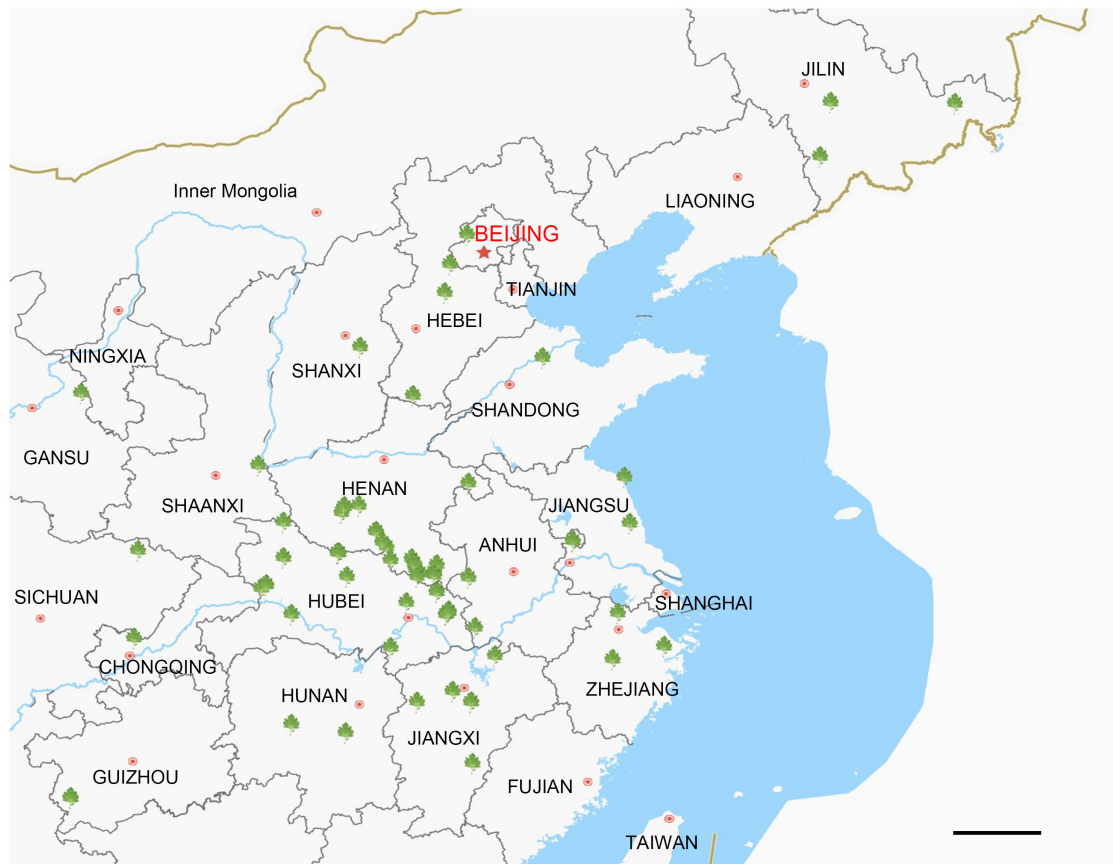 JILIN
Inner Mongolia
LIAONING
BEIJING
TIANJIN
HEBEI
NINGXIA
SHANXI
SHANDONG
GANSU
HENAN
SHAANXI
JIANGSU
ANHUI
SICHUAN
HUBEI
SHANGHAI
CHONGQING
ZHEJIANG
HUNAN
JIANGXI
GUIZHOU
FUJIAN
TAIWAN